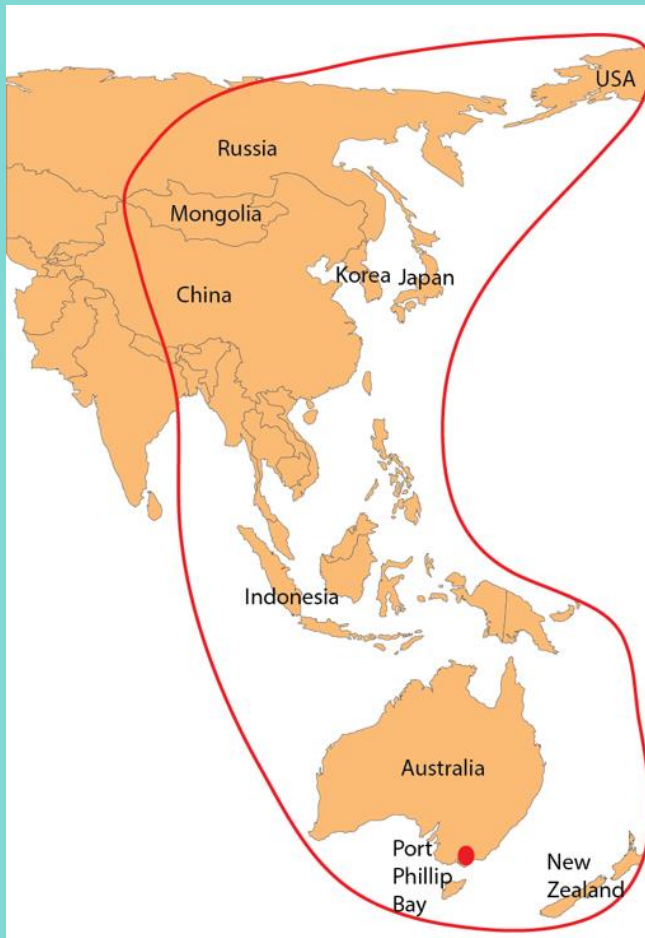 USA
Russia
Mongolia
Korea
Japan
China
Indonesia
Australia
Port
Phillip
Bay
New
Zealand